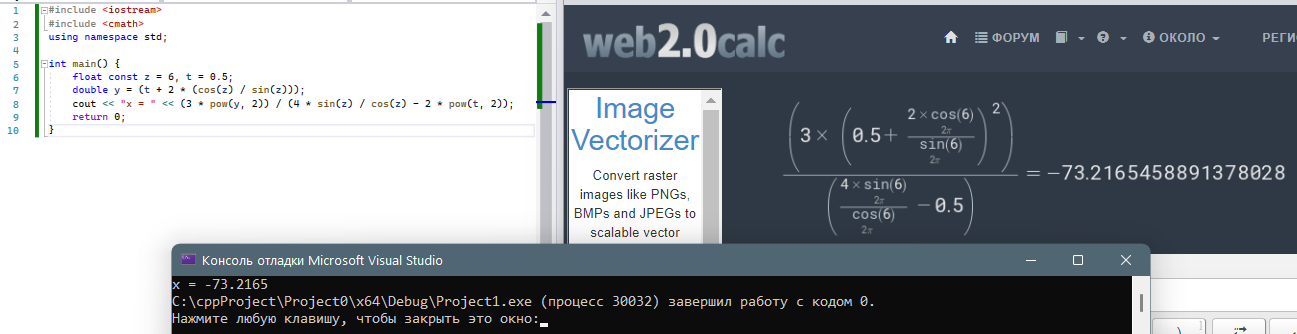 1 #include <iostream>
2 #include <cmath>
3 using namespace std;
4
5 int main() {
6 float const z = 6, t = 0.5;
7 double y = (t + 2 * (cos(z) / sin(z)));
8 cout << "x = " << (3 * pow(y, 2)) / (4 * sin(z) / cos(z) - 2 * pow(t, 2));
9 return 0;
10 }
web2.0calc
ФОРУМ
ОКОЛО
РЕГИ
Image
Vectorizer
Convert raster
images like PNGs,
BMPs and JPEGs to
scalable vector
(3 × (0.5 + 2×cos(6) 2π / sin(6) 2π)²) / (4×sin(6) 2π / cos(6) 2π − 0.5) = −73.2165458891378028
Консоль отладки Microsoft Visual Studio
x = -73.2165
C:\cppProject\Project0\x64\Debug\Project1.exe (процесс 30032) завершил работу с кодом 0.
Нажмите любую клавишу, чтобы закрыть это окно: